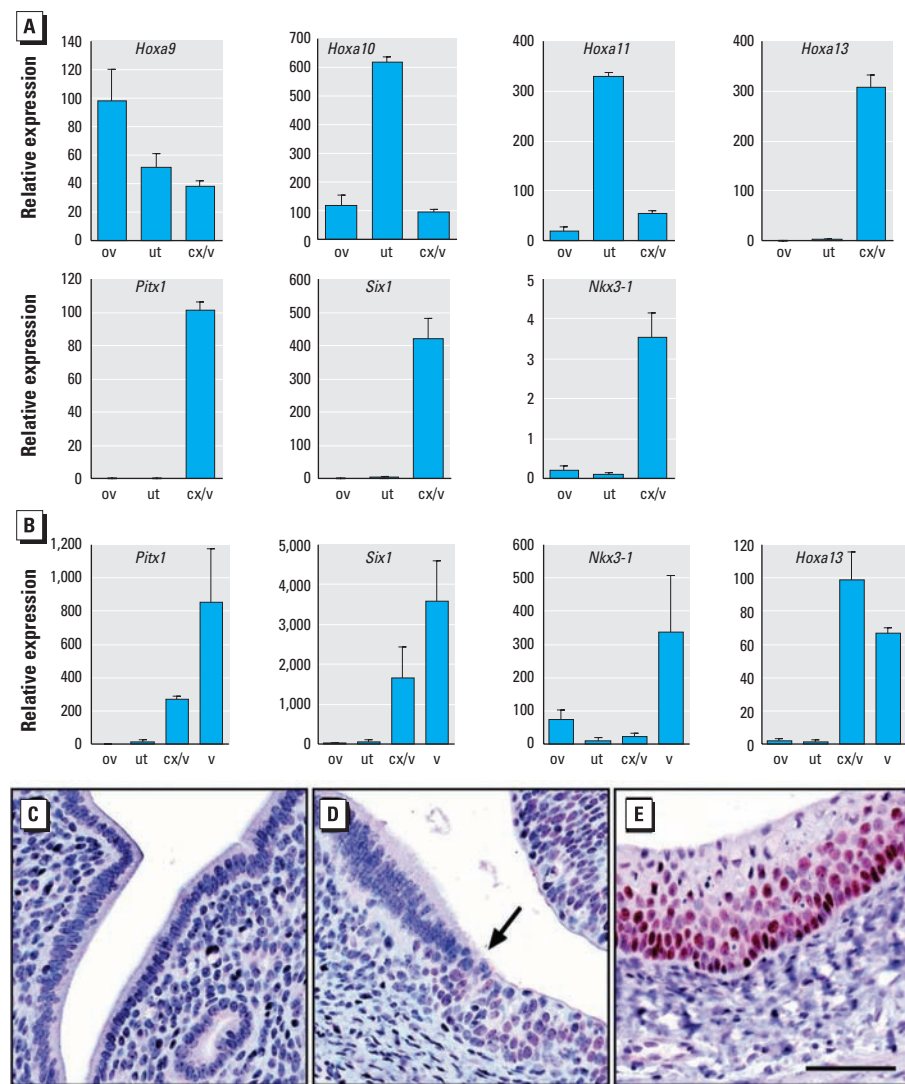 A
Hoxa9
Hoxa10
Hoxa11
Hoxa13
Relative expression
140
120
100
80
60
40
20
0
ov ut cx/v
700
600
500
400
300
200
100
0
ov ut cx/v
400
300
200
100
0
ov ut cx/v
400
300
200
100
0
ov ut cx/v
Pitx1
Six1
Nkx3-1
Relative expression
120
100
80
60
40
20
0
ov ut cx/v
600
500
400
300
200
100
0
ov ut cx/v
5
4
3
2
1
0
ov ut cx/v
B
Pitx1
Six1
Nkx3-1
Hoxa13
Relative expression
1,200
1,000
800
600
400
200
0
ov ut cx/v v
5,000
4,000
3,000
2,000
1,000
0
ov ut cx/v v
600
500
400
300
200
100
0
ov ut cx/v v
120
100
80
60
40
20
0
ov ut cx/v v
C
D
E